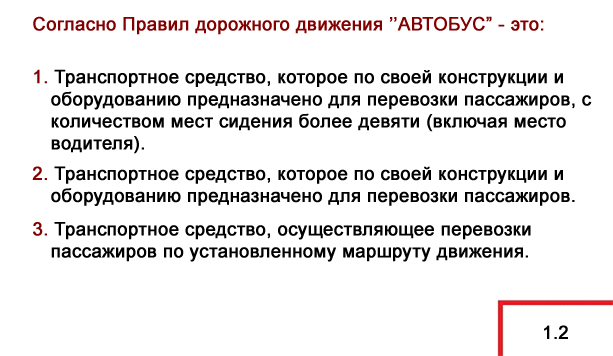 Согласно Правил дорожного движения ’’АВТОБУС” - это:
1. Транспортное средство, которое по своей конструкции и
оборудованию предназначено для перевозки пассажиров, с
количеством мест сидения более девяти (включая место
водителя).
2. Транспортное средство, которое по своей конструкции и
оборудованию предназначено для перевозки пассажиров.
3. Транспортное средство, осуществляющее перевозки
пассажиров по установленному маршруту движения.
1.2